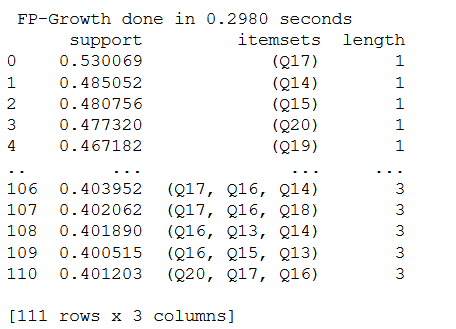 FP-Growth done in 0.2980 seconds
support itemsets length
0 0.530069 (Q17) 1
1 0.485052 (Q14) 1
2 0.480756 (Q15) 1
3 0.477320 (Q20) 1
4 0.467182 (Q19) 1
.. ... ... ...
106 0.403952 (Q17, Q16, Q14) 3
107 0.402062 (Q17, Q16, Q18) 3
108 0.401890 (Q16, Q13, Q14) 3
109 0.400515 (Q16, Q15, Q13) 3
110 0.401203 (Q20, Q17, Q16) 3
[111 rows x 3 columns]